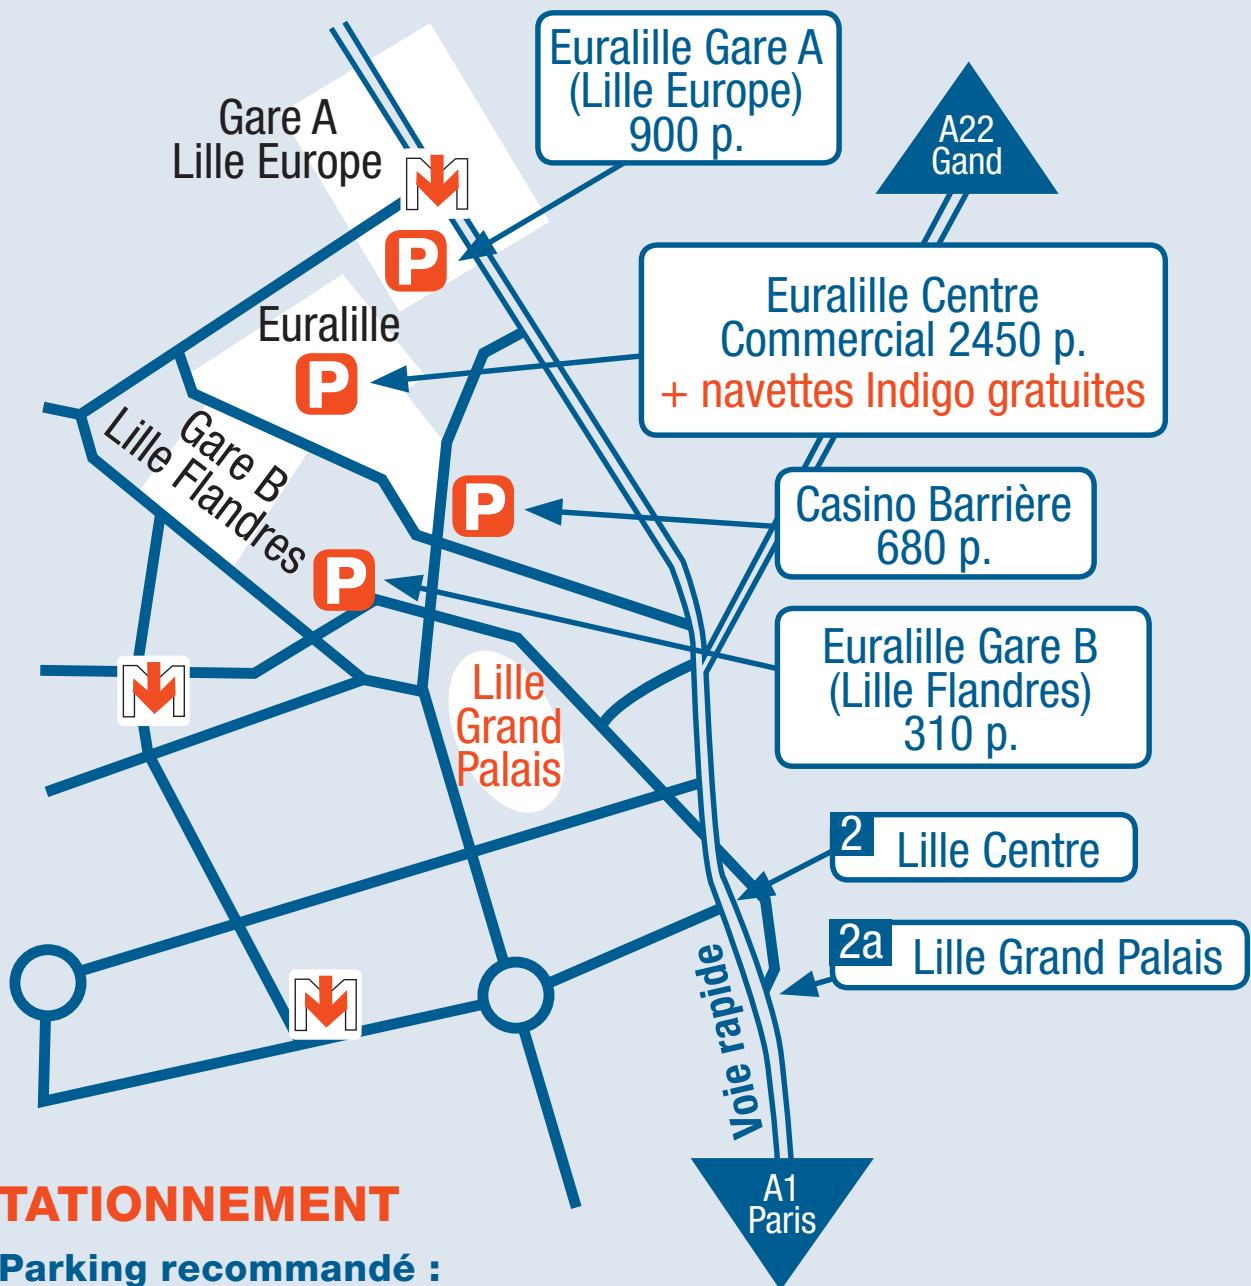 Euralille Gare A
(Lille Europe)
900 p.
Gare A
Lille Europe
M
A22
Gand
P
Euralille Centre
Commercial 2450 p.
+ navettes Indigo gratuites
Euralille
P
Gare B
Lille Flandres
P
Casino Barrière
680 p.
P
Euralille Gare B
(Lille Flandres)
310 p.
M
Lille
Grand
Palais
2 Lille Centre
2a Lille Grand Palais
Voie rapide
M
A1
Paris
TATIONNEMENT
Parking recommandé :